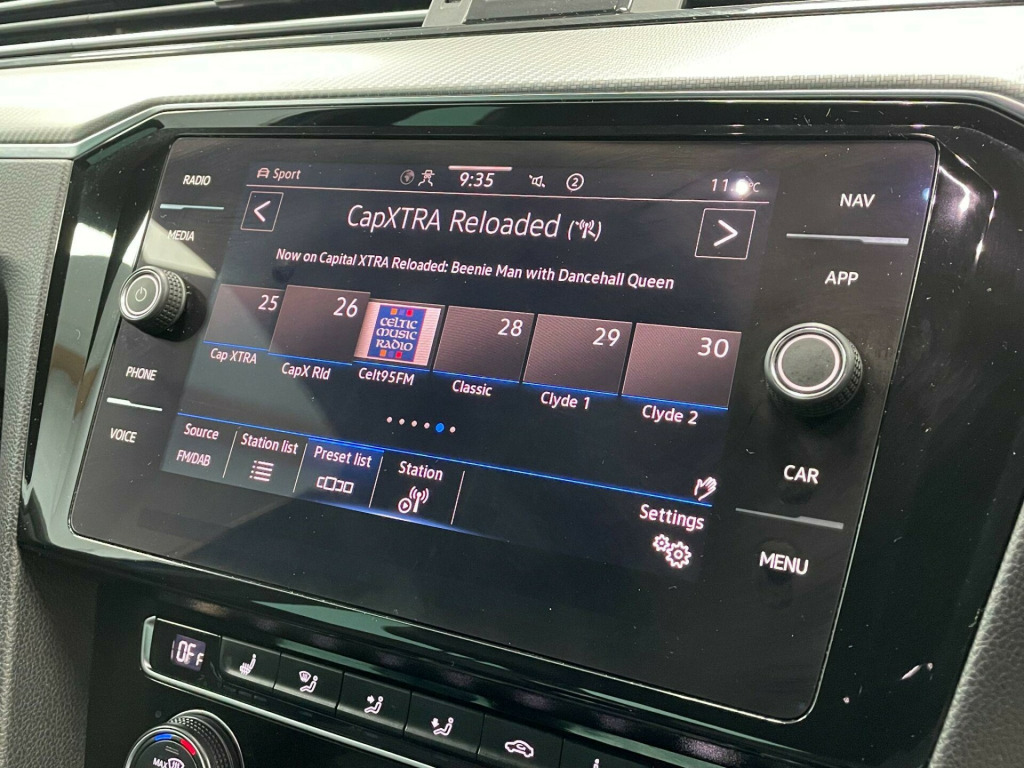 RADIO
MEDIA
PHONE
VOICE
Sport
9:35
2
CapXTRA Reloaded
Now on Capital XTRA Reloaded: Beenie Man with Dancehall Queen
25 26 28 29 30
CELTIC
MUSIC
RADIO
Cap XTRA CapX Rld Celt95FM Classic Clyde 1 Clyde 2
Source Station list Preset list Station
FM/DAB
Settings
NAV
APP
CAR
MENU
OFF
MAX